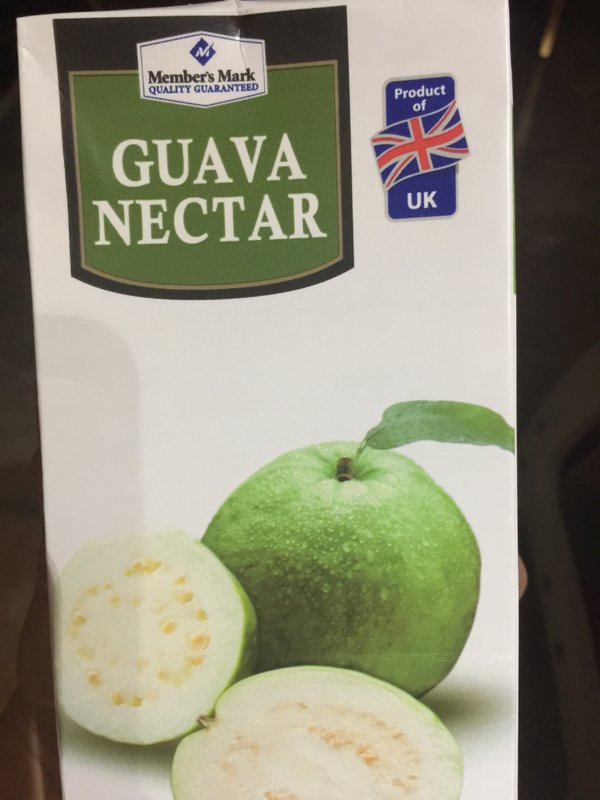 Member's Mark
QUALITY GUARANTEED
GUAVA
NECTAR
Product
of
UK